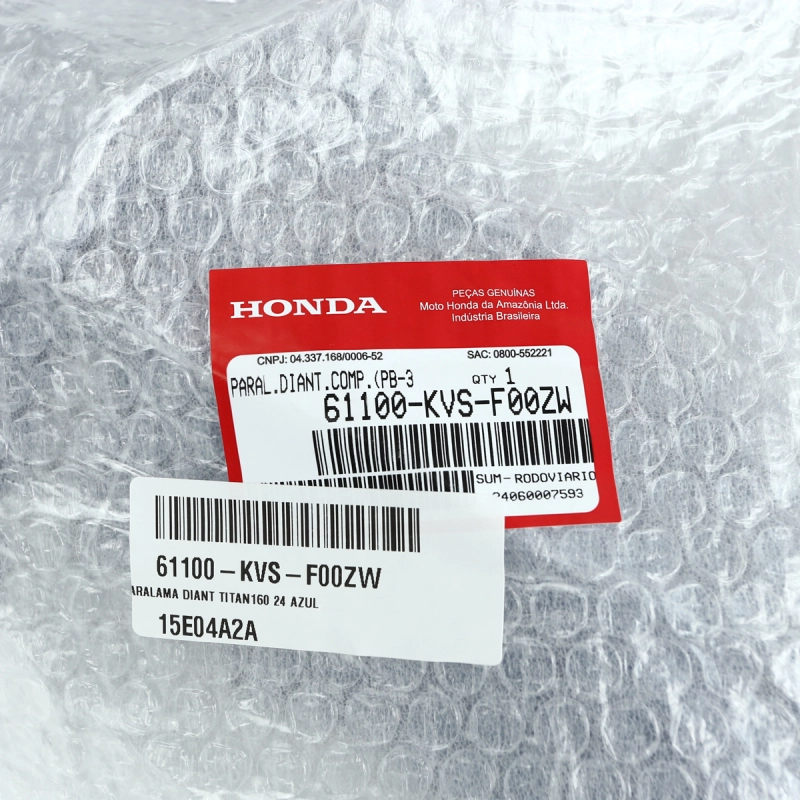 HONDA
PEÇAS GENUÍNAS
Moto Honda da Amazônia Ltda.
Indústria Brasileira
CNPJ: 04.337.168/0006-52
SAC: 0800-552221
PARAL.DIANT.COMP.(PB-3
QTY 1
61100-KVS-F00ZW
SUM-RODOVIARIO
24060007593
61100-KVS-F00ZW
ARALAMA DIANT TITAN160 24 AZUL
15E04A2A